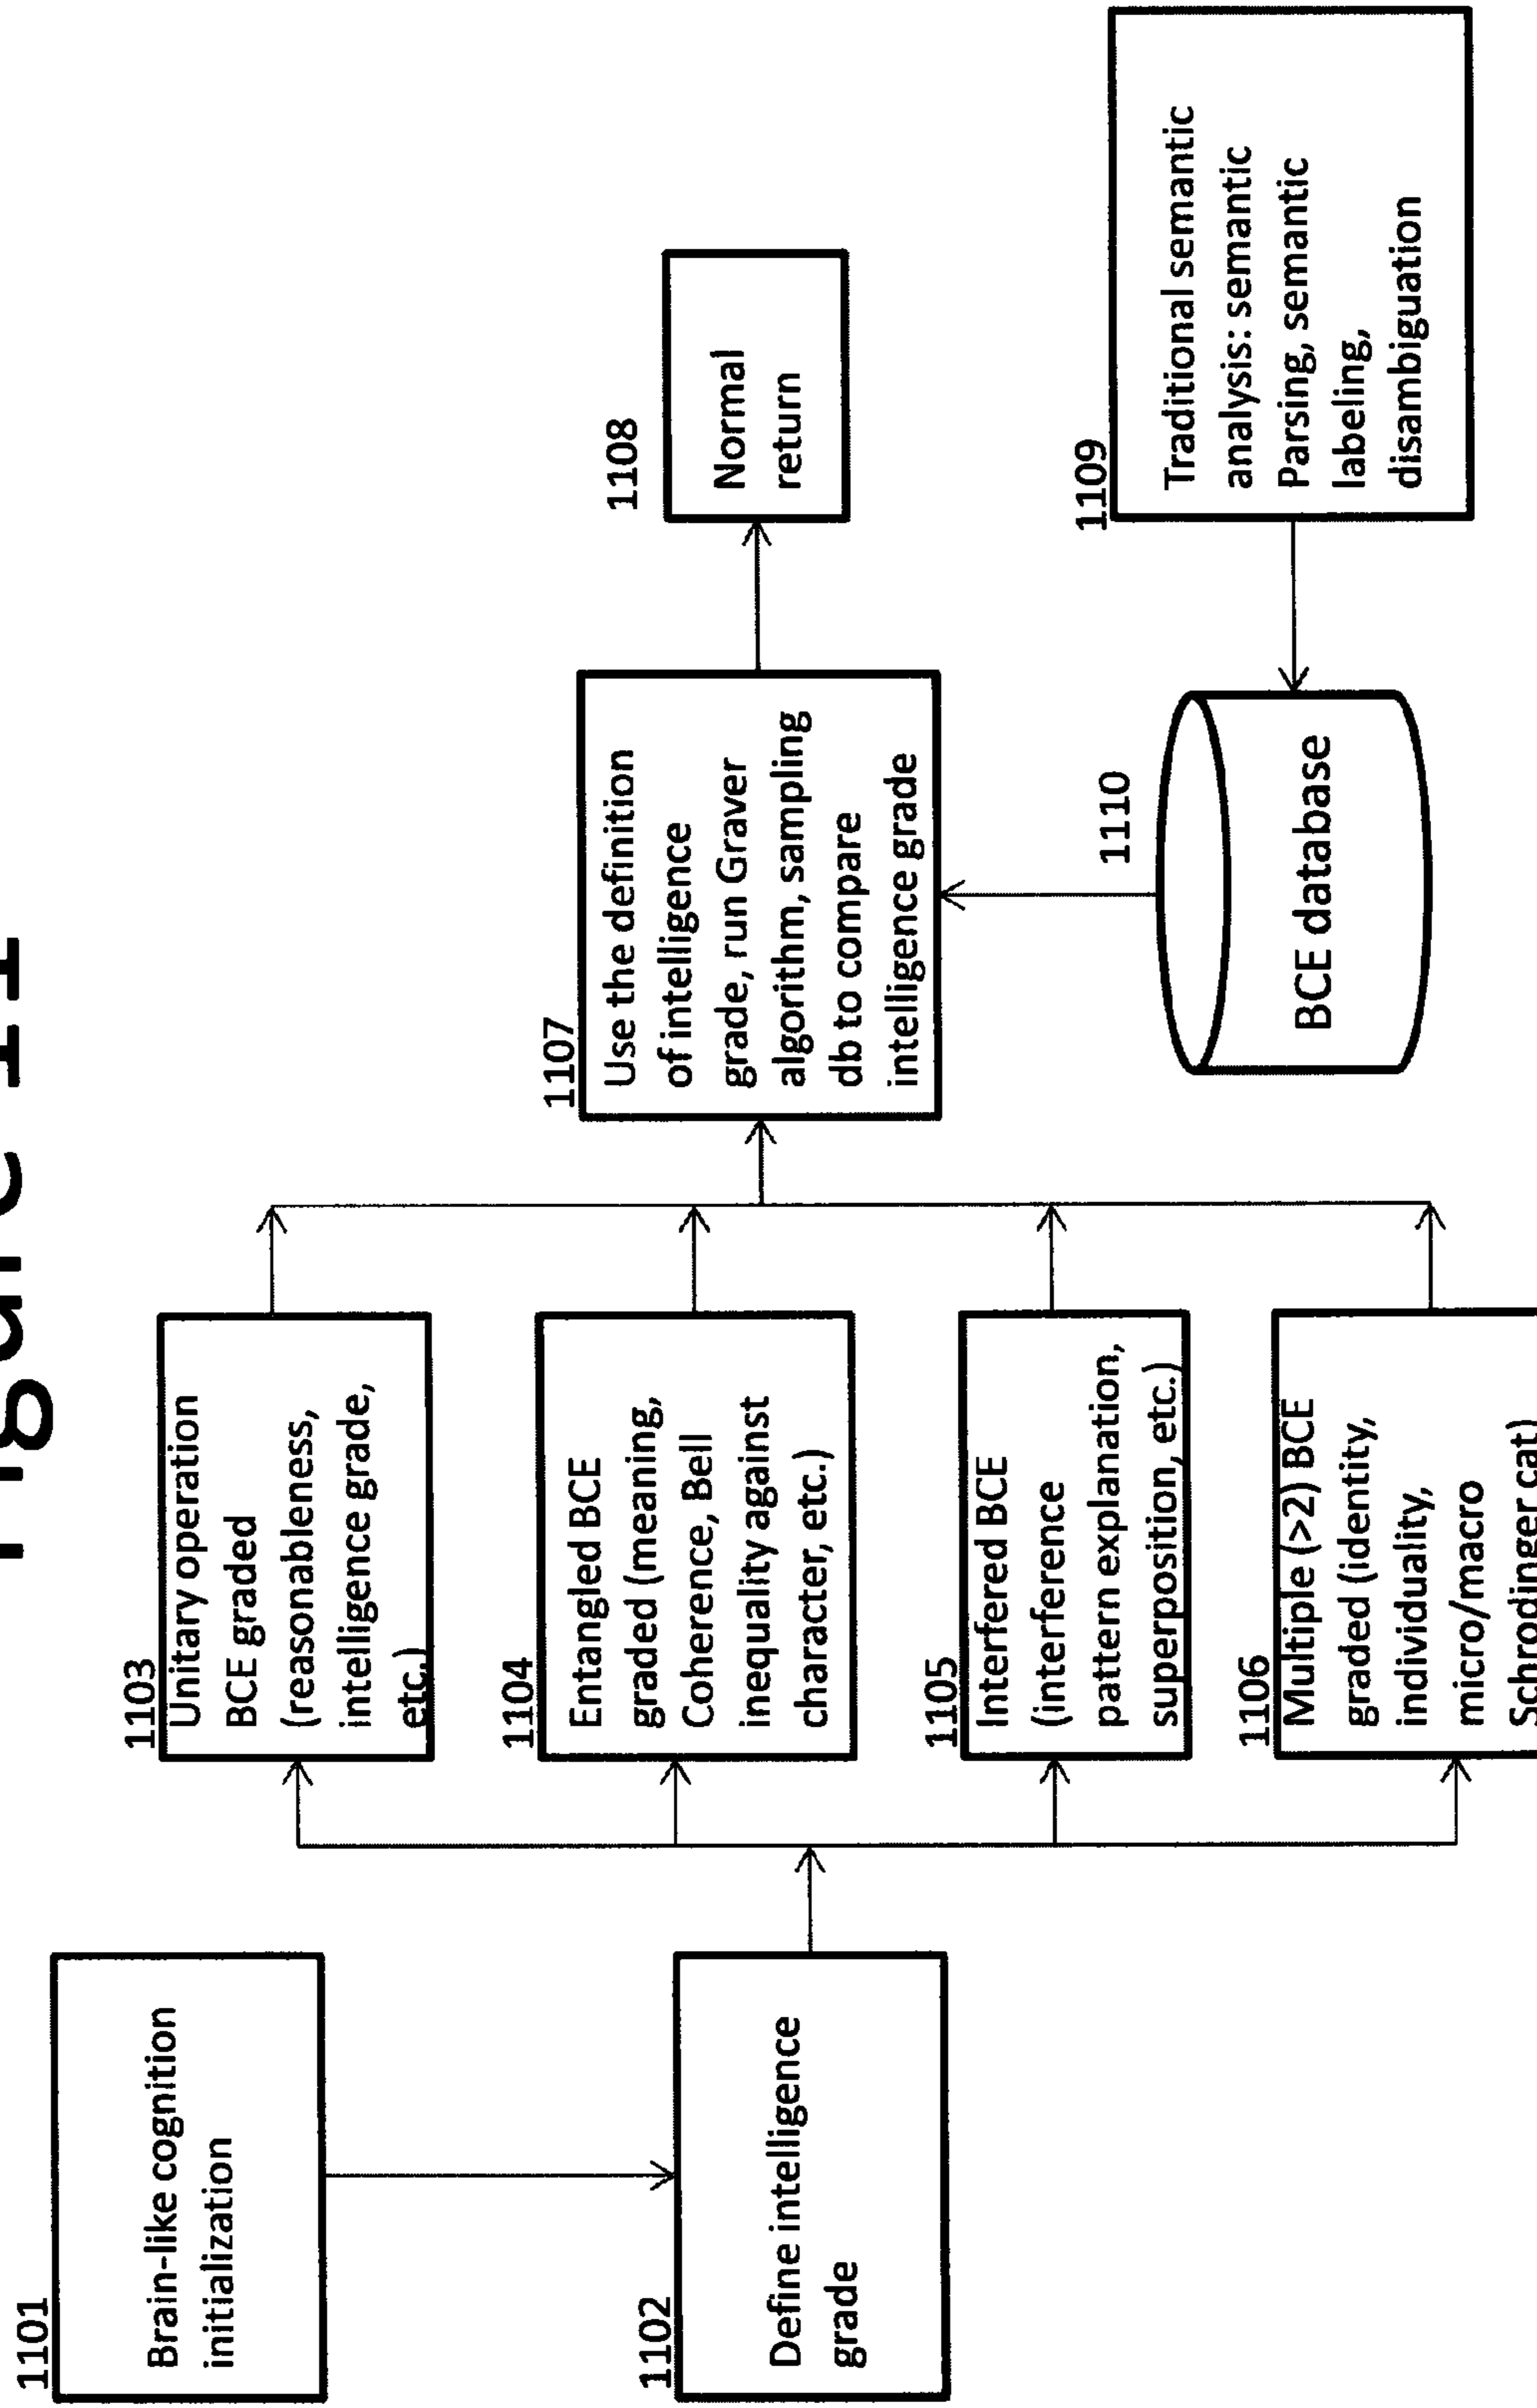 Figure 11
1101
Brain-like cognition
initialization
1102
Define intelligence
grade
1103
Unitary operation
BCE graded
(reasonableness,
intelligence grade,
etc.)
1104
Entangled BCE
graded (meaning,
Coherence, Bell
inequality against
character, etc.)
1105
Interfered BCE
(interference
pattern explanation,
superposition, etc.)
1106
Multiple (>2) BCE
graded (identity,
individuality,
micro/macro
Schrodinger cat)
1107
Use the definition
of intelligence
grade, run Graver
algorithm, sampling
db to compare
intelligence grade
1108
Normal
return
1110
BCE database
1109
Traditional semantic
analysis: semantic
Parsing, semantic
labeling,
disambiguation